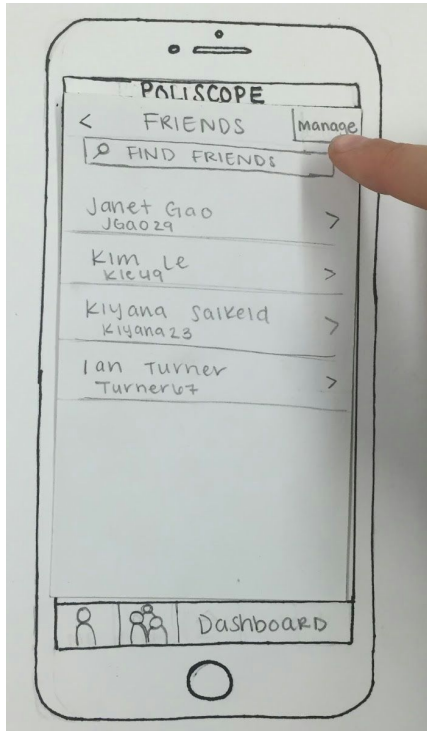 POLISCOPE
< FRIENDS Manage
FIND FRIENDS
Janet Gao >
JGao29
Kim Le >
Kle49
Kiyana Salkeld >
Kiyana23
Ian Turner >
Turner67
DashboaRD